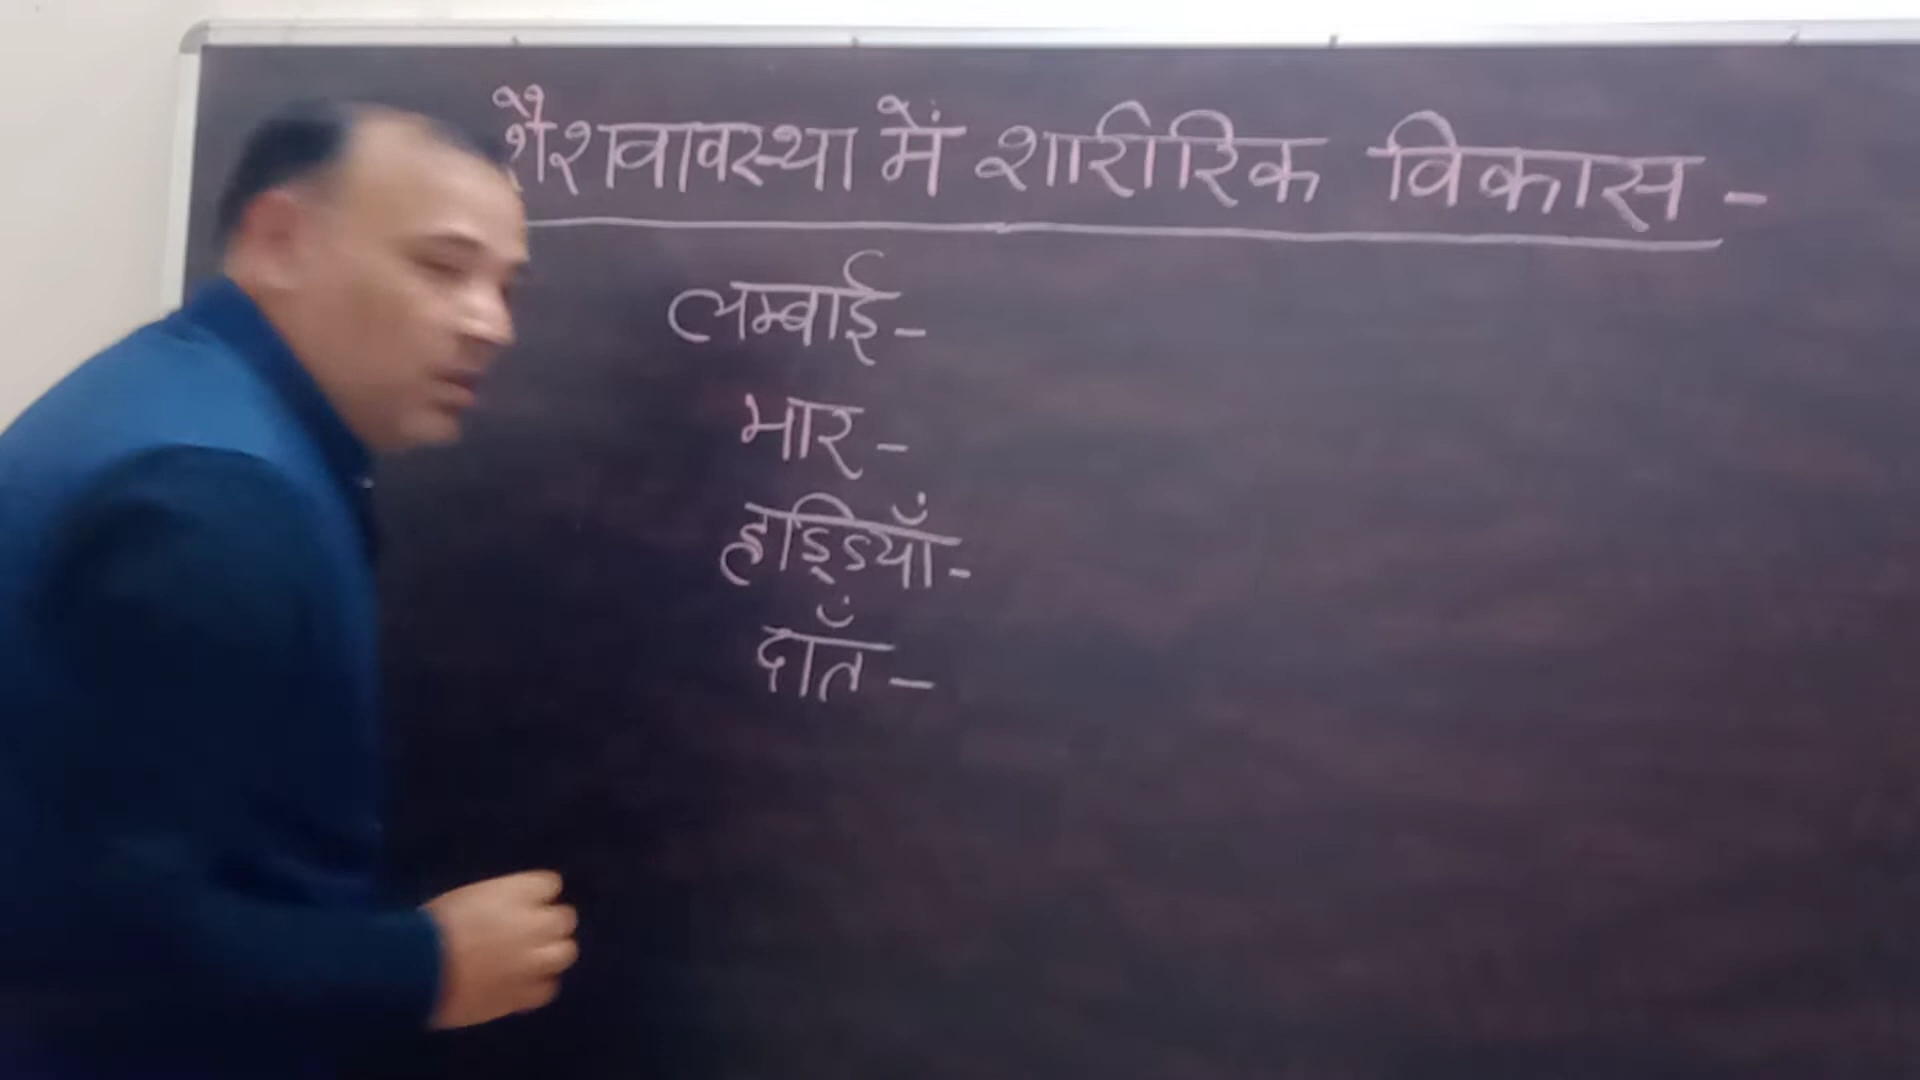 शैशवावस्था में शारीरिक विकास -
लम्बाई -
भार -
हड्डियाँ -
दाँत -